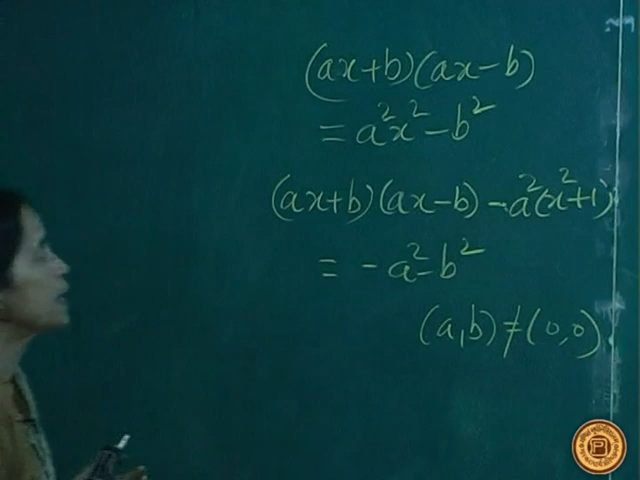 (ax+b)(ax-b)
= a²x² - b²
(ax+b)(ax-b) - a²(x²+1)
= -a² - b²
(a,b) ≠ (0,0).